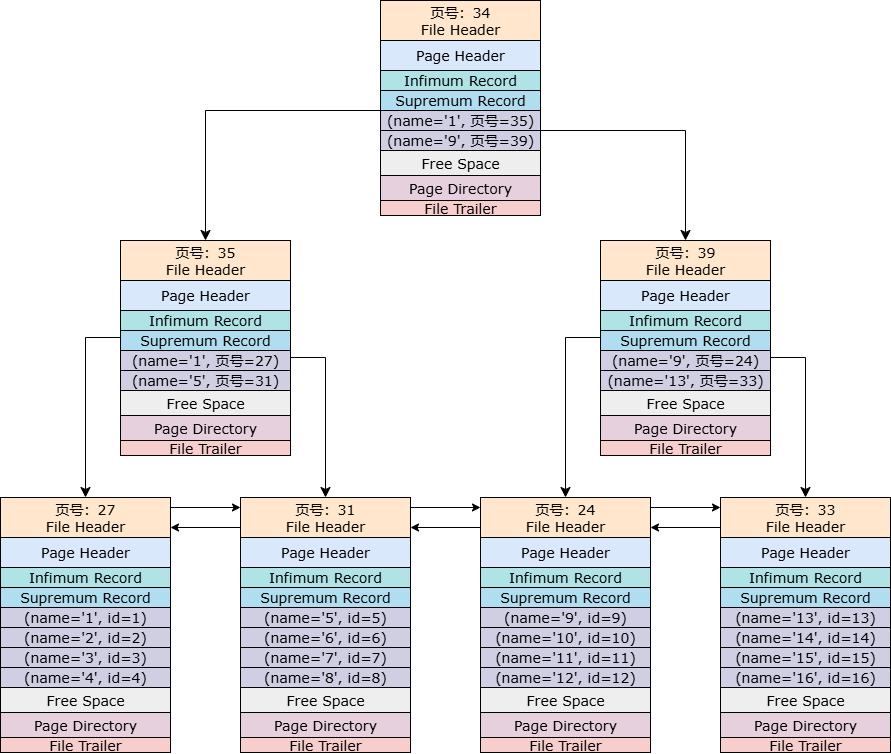 页号：34
File Header
Page Header
Infimum Record
Supremum Record
(name='1', 页号=35)
(name='9', 页号=39)
Free Space
Page Directory
File Trailer
页号：35
File Header
Page Header
Infimum Record
Supremum Record
(name='1', 页号=27)
(name='5', 页号=31)
Free Space
Page Directory
File Trailer
页号：39
File Header
Page Header
Infimum Record
Supremum Record
(name='9', 页号=24)
(name='13', 页号=33)
Free Space
Page Directory
File Trailer
页号：27
File Header
Page Header
Infimum Record
Supremum Record
(name='1', id=1)
(name='2', id=2)
(name='3', id=3)
(name='4', id=4)
Free Space
Page Directory
File Trailer
页号：31
File Header
Page Header
Infimum Record
Supremum Record
(name='5', id=5)
(name='6', id=6)
(name='7', id=7)
(name='8', id=8)
Free Space
Page Directory
File Trailer
页号：24
File Header
Page Header
Infimum Record
Supremum Record
(name='9', id=9)
(name='10', id=10)
(name='11', id=11)
(name='12', id=12)
Free Space
Page Directory
File Trailer
页号：33
File Header
Page Header
Infimum Record
Supremum Record
(name='13', id=13)
(name='14', id=14)
(name='15', id=15)
(name='16', id=16)
Free Space
Page Directory
File Trailer